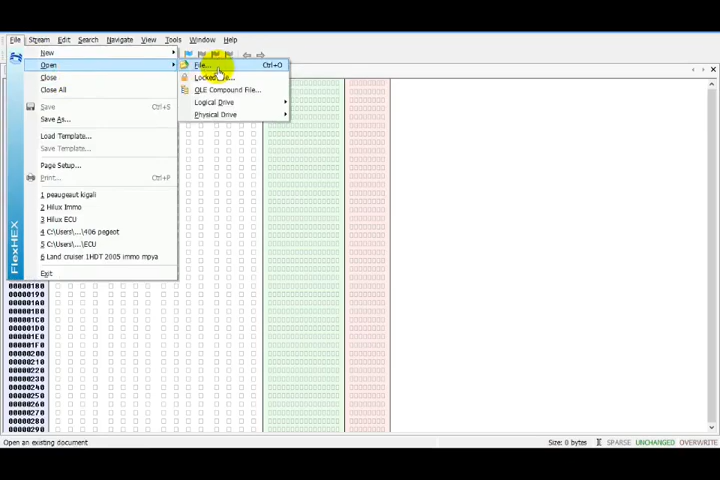 File Stream Edit Search Navigate View Tools Window Help
New
Open
Close
Close All
Save Ctrl+S
Save As...
Load Template...
Save Template...
Page Setup...
Print... Ctrl+P
1 peaugeaut kigali
2 Hilux Immo
3 Hilux ECU
4 C:\Users\...\406 pegeot
5 C:\Users\...\ECU
6 Land cruiser 1HDT 2005 immo mpya
Exit
FlexHEX
File... Ctrl+O
OLE Compound File...
Logical Drive
Physical Drive
00000180
00000190
000001A0
000001B0
000001C0
000001D0
000001E0
000001F0
00000200
00000210
00000220
00000230
00000240
00000250
00000260
00000270
00000280
00000290
Open an existing document Size: 0 bytes SPARSE UNCHANGED OVERWRITE